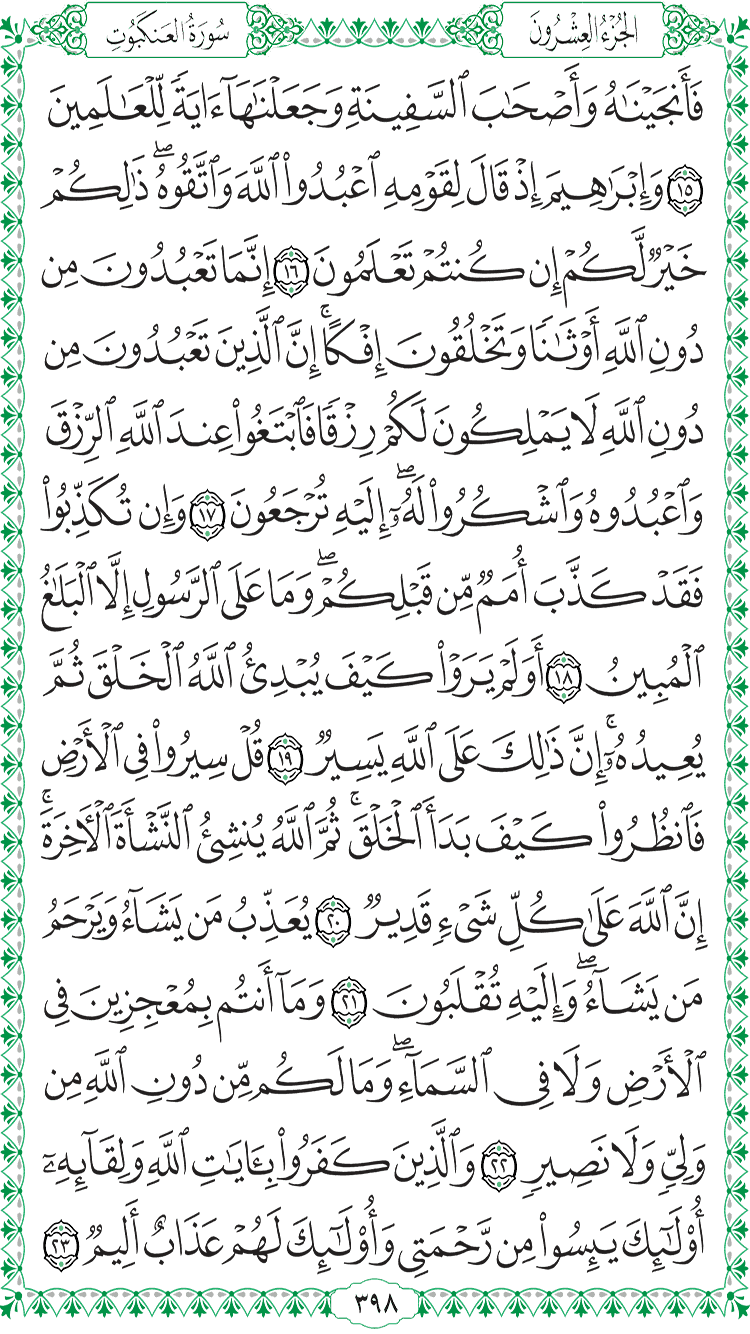 الجُزْءُ العِشْرُونَ
سُورَةُ العَنكَبُوتِ
فَأَنجَيْنَٰهُ وَأَصْحَٰبَ ٱلسَّفِينَةِ وَجَعَلْنَٰهَآ ءَايَةً لِّلْعَٰلَمِينَ
١٥ وَإِبْرَٰهِيمَ إِذْ قَالَ لِقَوْمِهِ ٱعْبُدُوا۟ ٱللَّهَ وَٱتَّقُوهُ ۖ ذَٰلِكُمْ
خَيْرٌ لَّكُمْ إِن كُنتُمْ تَعْلَمُونَ ١٦ إِنَّمَا تَعْبُدُونَ مِن
دُونِ ٱللَّهِ أَوْثَٰنًا وَتَخْلُقُونَ إِفْكًا ۚ إِنَّ ٱلَّذِينَ تَعْبُدُونَ مِن
دُونِ ٱللَّهِ لَا يَمْلِكُونَ لَكُمْ رِزْقًا فَٱبْتَغُوا۟ عِندَ ٱللَّهِ ٱلرِّزْقَ
وَٱعْبُدُوهُ وَٱشْكُرُوا۟ لَهُۥٓ ۖ إِلَيْهِ تُرْجَعُونَ ١٧ وَإِن تُكَذِّبُوا۟
فَقَدْ كَذَّبَ أُمَمٌ مِّن قَبْلِكُمْ ۖ وَمَا عَلَى ٱلرَّسُولِ إِلَّا ٱلْبَلَٰغُ
ٱلْمُبِينُ ١٨ أَوَلَمْ يَرَوْا۟ كَيْفَ يُبْدِئُ ٱللَّهُ ٱلْخَلْقَ ثُمَّ
يُعِيدُهُۥٓ ۚ إِنَّ ذَٰلِكَ عَلَى ٱللَّهِ يَسِيرٌ ١٩ قُلْ سِيرُوا۟ فِى ٱلْأَرْضِ
فَٱنظُرُوا۟ كَيْفَ بَدَأَ ٱلْخَلْقَ ۚ ثُمَّ ٱللَّهُ يُنشِئُ ٱلنَّشْأَةَ ٱلْءَاخِرَةَ ۚ
إِنَّ ٱللَّهَ عَلَىٰ كُلِّ شَىْءٍ قَدِيرٌ ٢٠ يُعَذِّبُ مَن يَشَآءُ وَيَرْحَمُ
مَن يَشَآءُ ۖ وَإِلَيْهِ تُقْلَبُونَ ٢١ وَمَآ أَنتُم بِمُعْجِزِينَ فِى
ٱلْأَرْضِ وَلَا فِى ٱلسَّمَآءِ ۖ وَمَا لَكُم مِّن دُونِ ٱللَّهِ مِن
وَلِىٍّ وَلَا نَصِيرٍ ٢٢ وَٱلَّذِينَ كَفَرُوا۟ بِـَٔايَٰتِ ٱللَّهِ وَلِقَآئِهِۦٓ
أُو۟لَٰٓئِكَ يَئِسُوا۟ مِن رَّحْمَتِى وَأُو۟لَٰٓئِكَ لَهُمْ عَذَابٌ أَلِيمٌ ٢٣
٣٩٨